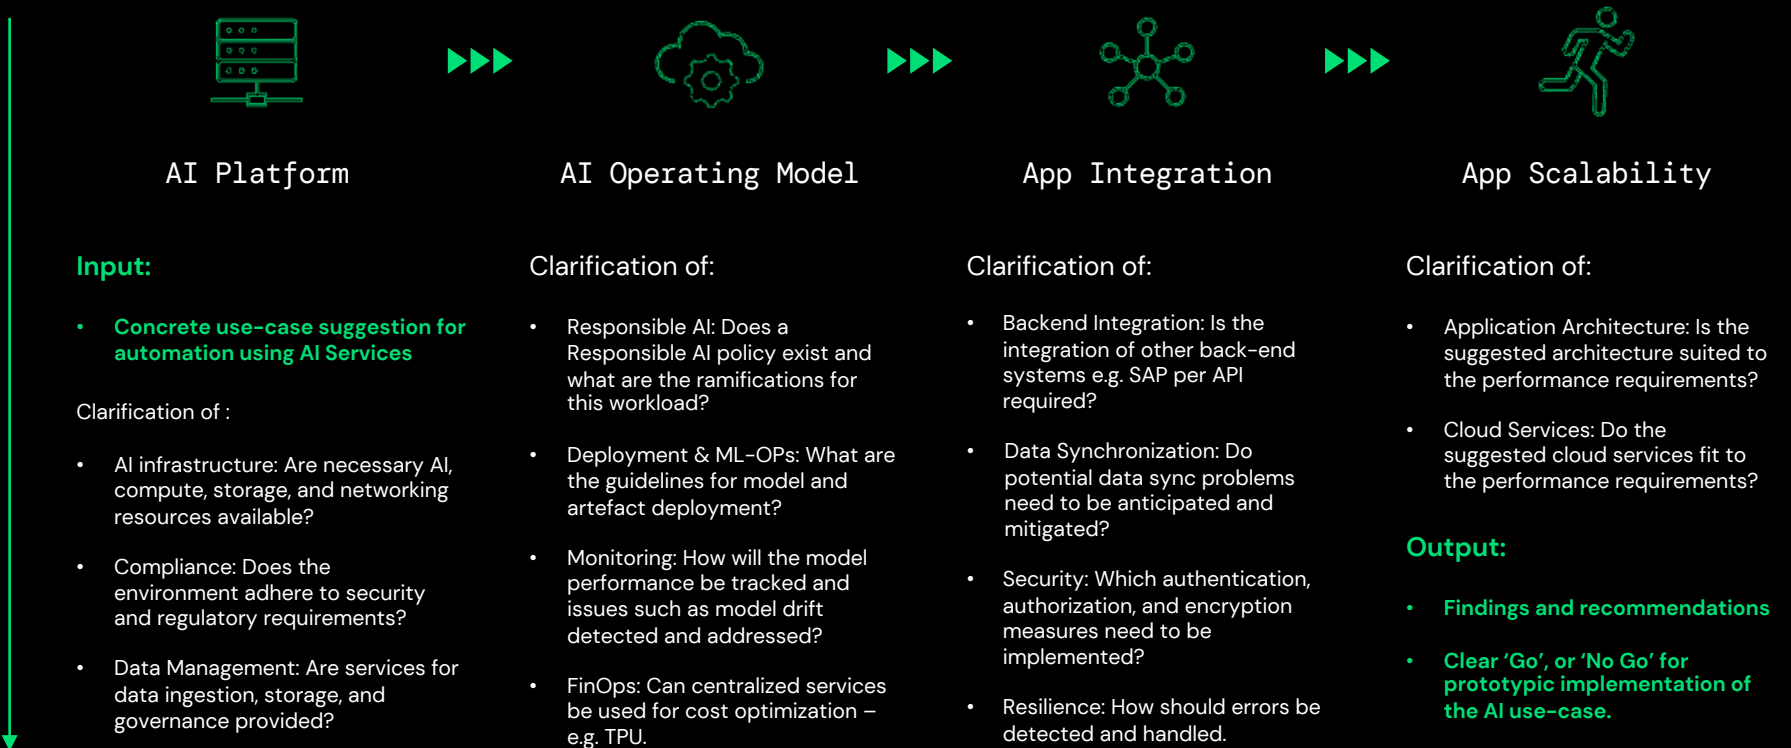 AI Platform
Input:
• Concrete use-case suggestion for
automation using AI Services
Clarification of :
• AI infrastructure: Are necessary AI,
compute, storage, and networking
resources available?
• Compliance: Does the
environment adhere to security
and regulatory requirements?
• Data Management: Are services for
data ingestion, storage, and
governance provided?
AI Operating Model
Clarification of:
• Responsible AI: Does a
Responsible AI policy exist and
what are the ramifications for
this workload?
• Deployment & ML-OPs: What are
the guidelines for model and
artefact deployment?
• Monitoring: How will the model
performance be tracked and
issues such as model drift
detected and addressed?
• FinOps: Can centralized services
be used for cost optimization –
e.g. TPU.
App Integration
Clarification of:
• Backend Integration: Is the
integration of other back-end
systems e.g. SAP per API
required?
• Data Synchronization: Do
potential data sync problems
need to be anticipated and
mitigated?
• Security: Which authentication,
authorization, and encryption
measures need to be
implemented?
• Resilience: How should errors be
detected and handled.
App Scalability
Clarification of:
• Application Architecture: Is the
suggested architecture suited to
the performance requirements?
• Cloud Services: Do the
suggested cloud services fit to
the performance requirements?
Output:
• Findings and recommendations
• Clear ‘Go’, or ‘No Go’ for
prototypic implementation of
the AI use-case.